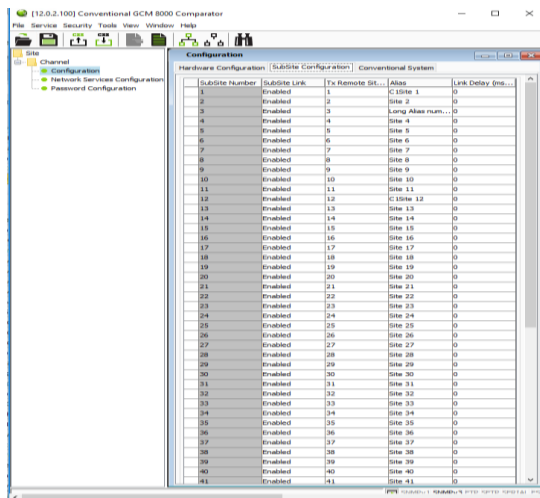 [12.0.2.100] Conventional GCM 8000 Comparator
File Service Security Tools View Window Help
Site
Channel
Configuration
Network Services Configuration
Password Configuration
Configuration
Hardware Configuration SubSite Configuration Conventional System
SubSite Number SubSite Link Tx Remote Sit... Alias Link Delay (ms...
1 Enabled 1 C1Site 1 0
2 Enabled 2 Site 2 0
3 Enabled 3 Long Alias num... 0
4 Enabled 4 Site 4 0
5 Enabled 5 Site 5 0
6 Enabled 6 Site 6 0
7 Enabled 7 Site 7 0
8 Enabled 8 Site 8 0
9 Enabled 9 Site 9 0
10 Enabled 10 Site 10 0
11 Enabled 11 Site 11 0
12 Enabled 12 C1Site 12 0
13 Enabled 13 Site 13 0
14 Enabled 14 Site 14 0
15 Enabled 15 Site 15 0
16 Enabled 16 Site 16 0
17 Enabled 17 Site 17 0
18 Enabled 18 Site 18 0
19 Enabled 19 Site 19 0
20 Enabled 20 Site 20 0
21 Enabled 21 Site 21 0
22 Enabled 22 Site 22 0
23 Enabled 23 Site 23 0
24 Enabled 24 Site 24 0
25 Enabled 25 Site 25 0
26 Enabled 26 Site 26 0
27 Enabled 27 Site 27 0
28 Enabled 28 Site 28 0
29 Enabled 29 Site 29 0
30 Enabled 30 Site 30 0
31 Enabled 31 Site 31 0
32 Enabled 32 Site 32 0
33 Enabled 33 Site 33 0
34 Enabled 34 Site 34 0
35 Enabled 35 Site 35 0
36 Enabled 36 Site 36 0
37 Enabled 37 Site 37 0
38 Enabled 38 Site 38 0
39 Enabled 39 Site 39 0
40 Enabled 40 Site 40 0
41 Enabled 41 Site 41 0